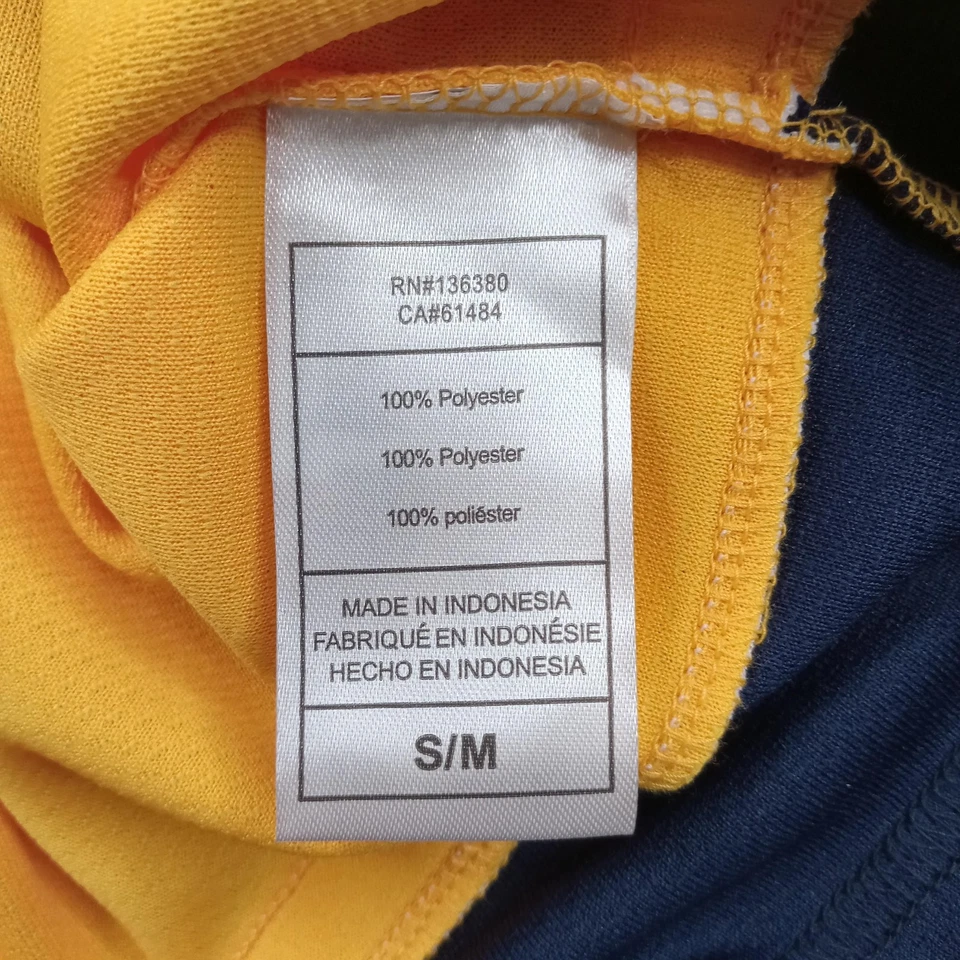 RN#136380
CA#61484
100% Polyester
100% Polyester
100% poliéster
MADE IN INDONESIA
FABRIQUÉ EN INDONÉSIE
HECHO EN INDONESIA
S/M